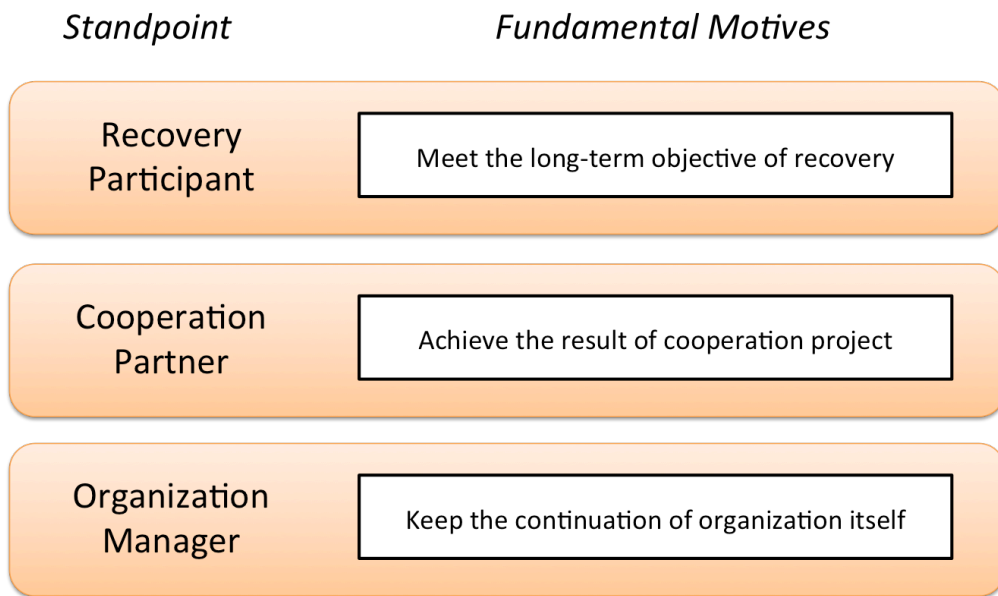 Standpoint
Fundamental Motives
Recovery
Participant
Meet the long-term objective of recovery
Cooperation
Partner
Achieve the result of cooperation project
Organization
Manager
Keep the continuation of organization itself